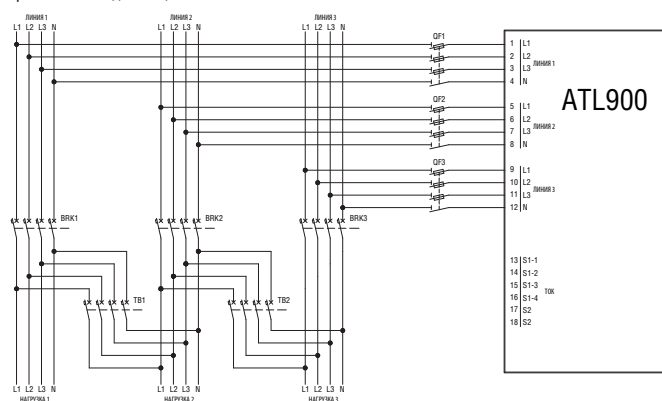 ЛИНИЯ 1
L1 L2 L3 N
ЛИНИЯ 2
L1 L2 L3 N
ЛИНИЯ 3
L1 L2 L3 N
QF1
1 L1
2 L2
3 L3
4 N
ЛИНИЯ 1
QF2
5 L1
6 L2
7 L3
8 N
ЛИНИЯ 2
ATL900
QF3
9 L1
10 L2
11 L3
12 N
ЛИНИЯ 3
BRK1
BRK2
BRK3
13 S1-1
14 S1-2
15 S1-3
16 S1-4
17 S2
18 S2
ТОК
TB1
TB2
L1 L2 L3 N
НАГРУЗКА 1
L1 L2 L3 N
НАГРУЗКА 2
L1 L2 L3 N
НАГРУЗКА 3